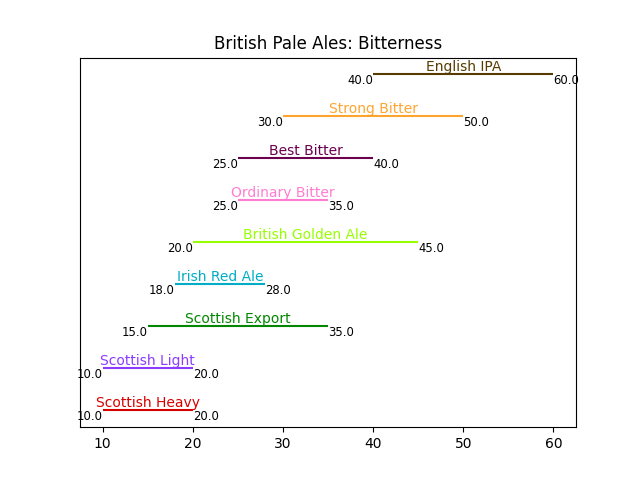 British Pale Ales: Bitterness
English IPA
40.0 60.0
Strong Bitter
30.0 50.0
Best Bitter
25.0 40.0
Ordinary Bitter
25.0 35.0
British Golden Ale
20.0 45.0
Irish Red Ale
18.0 28.0
Scottish Export
15.0 35.0
Scottish Light
10.0 20.0
Scottish Heavy
10.0 20.0
10 20 30 40 50 60